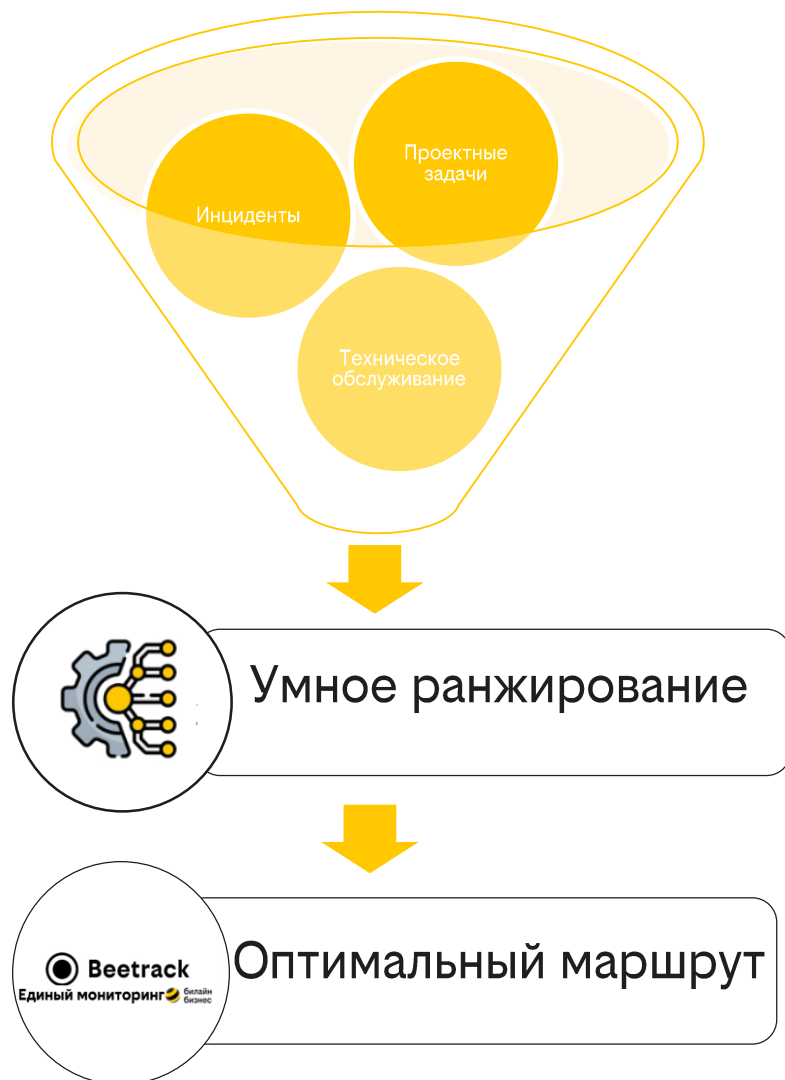 Проектные
задачи
Инциденты
Техническое
обслуживание
Умное ранжирование
Оптимальный маршрут
Beetrack
Единый мониторинг
билайн
бизнес